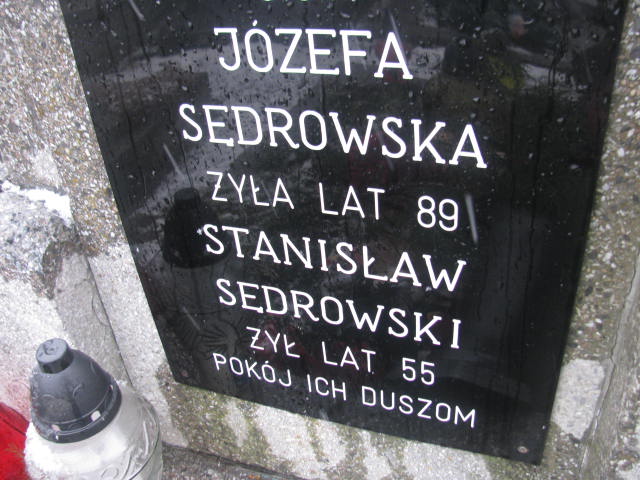 JÓZEFA
SĘDROWSKA
ŻYŁA LAT 89
STANISŁAW
SĘDROWSKI
ŻYŁ LAT 55
POKÓJ ICH DUSZOM